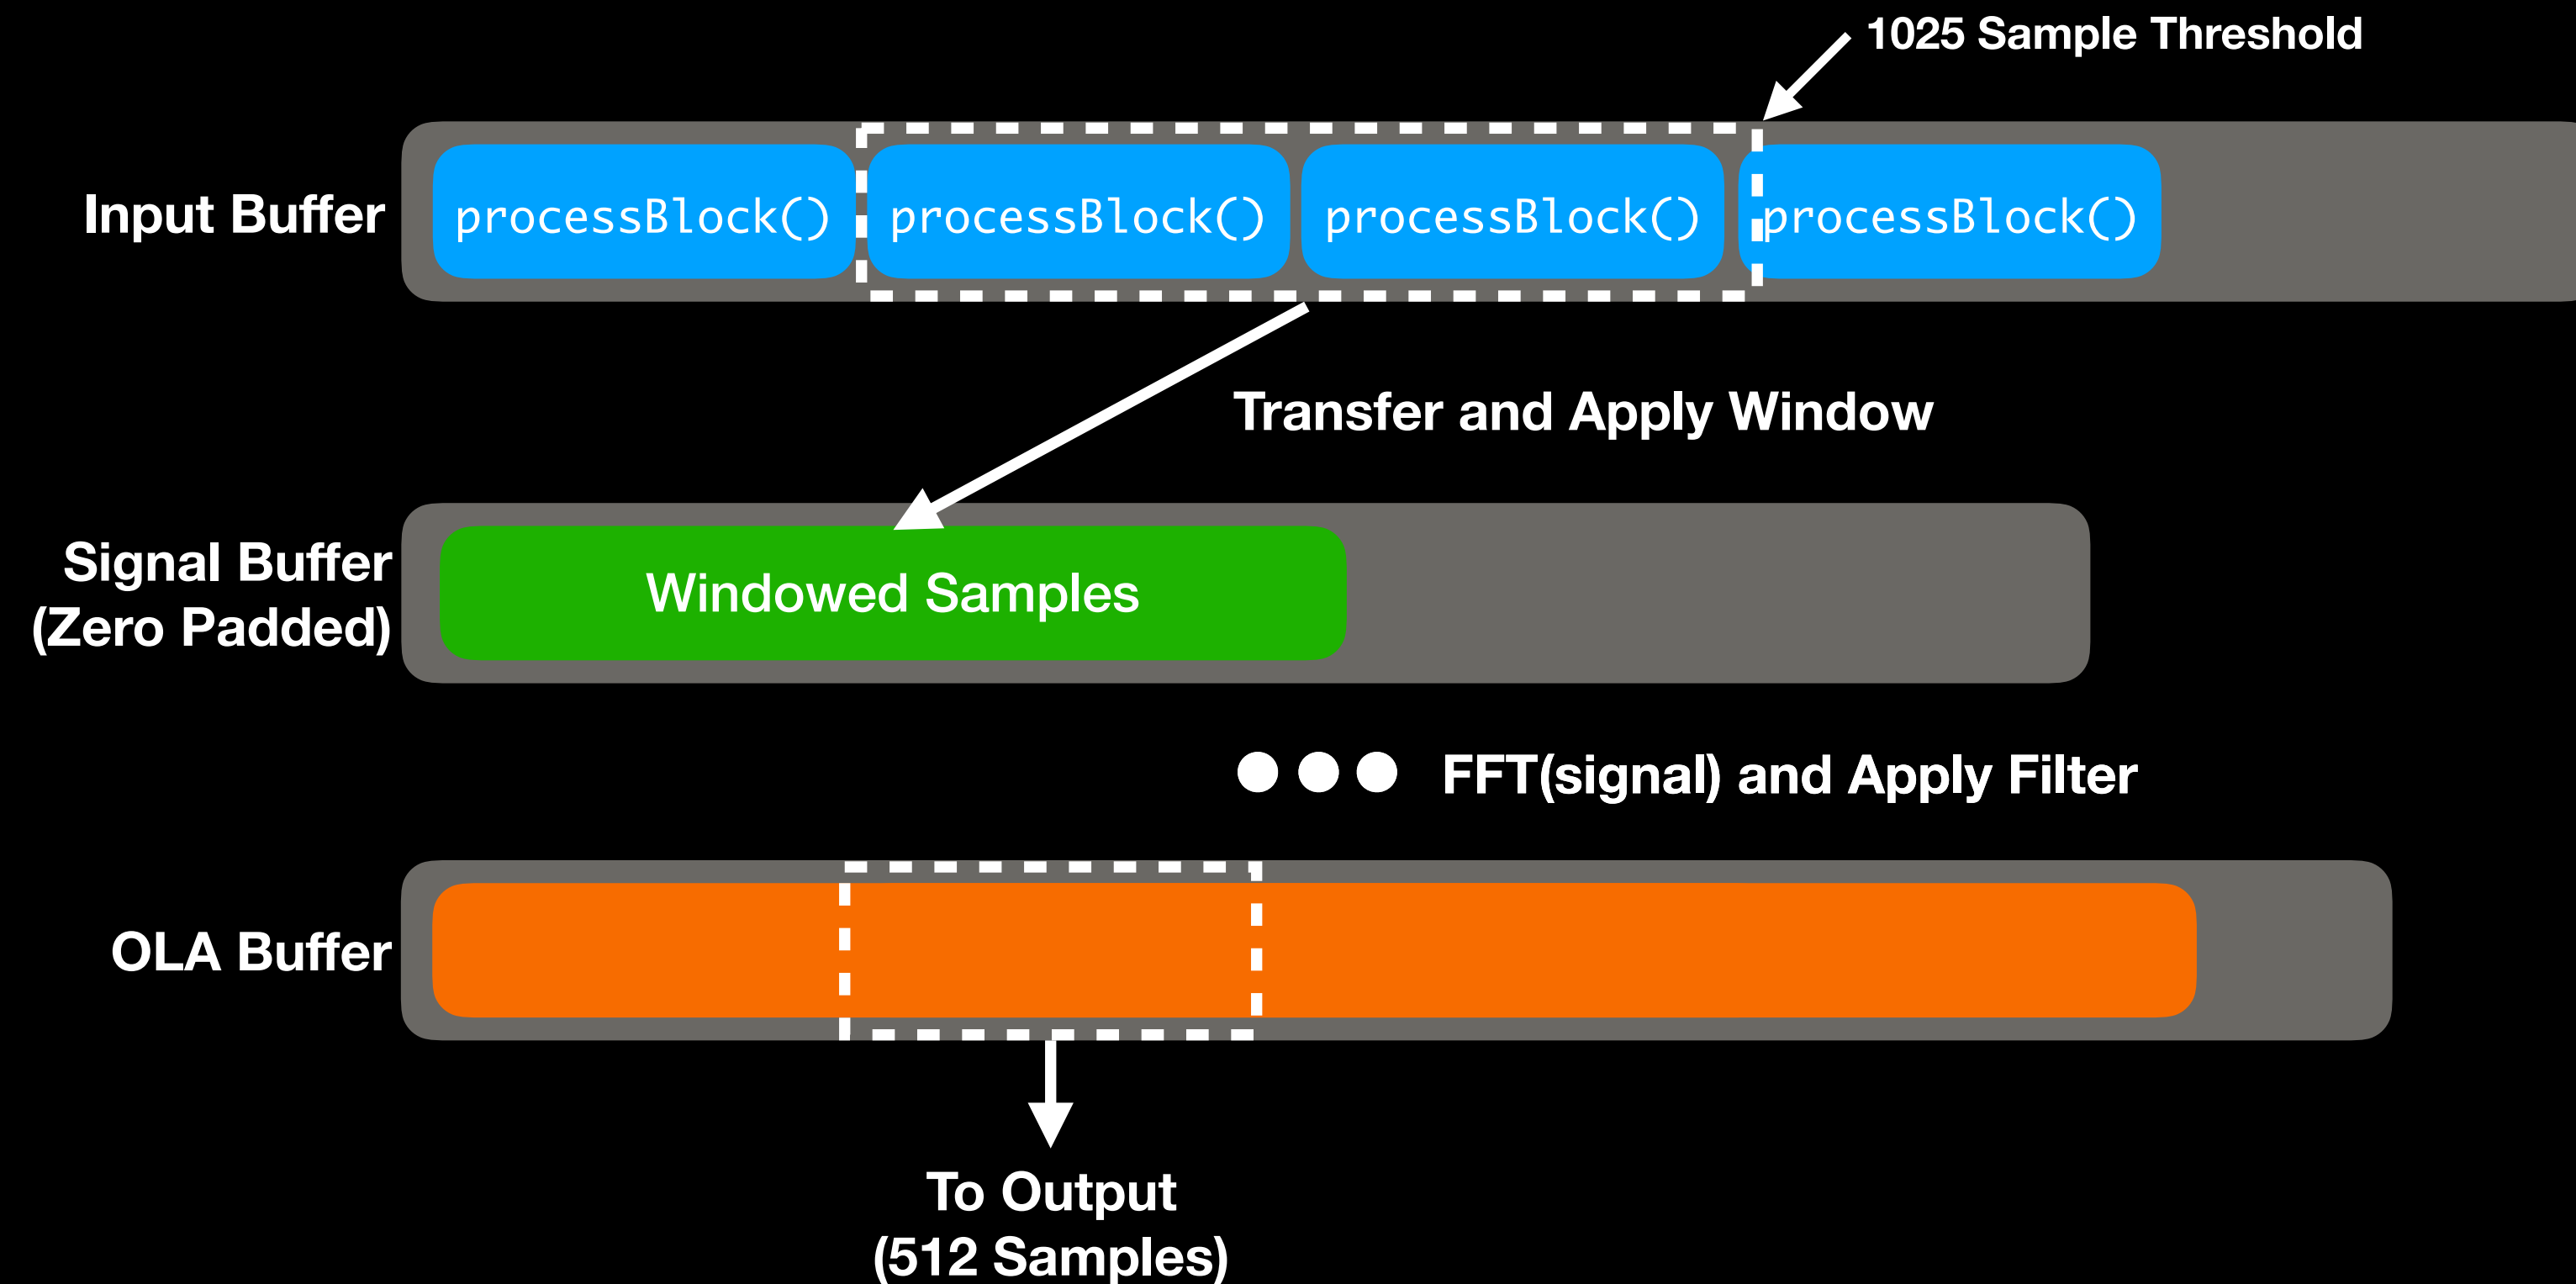 1025 Sample Threshold
Input Buffer
processBlock()
processBlock()
processBlock()
processBlock()
Transfer and Apply Window
Signal Buffer
(Zero Padded)
Windowed Samples
FFT(signal) and Apply Filter
OLA Buffer
To Output
(512 Samples)